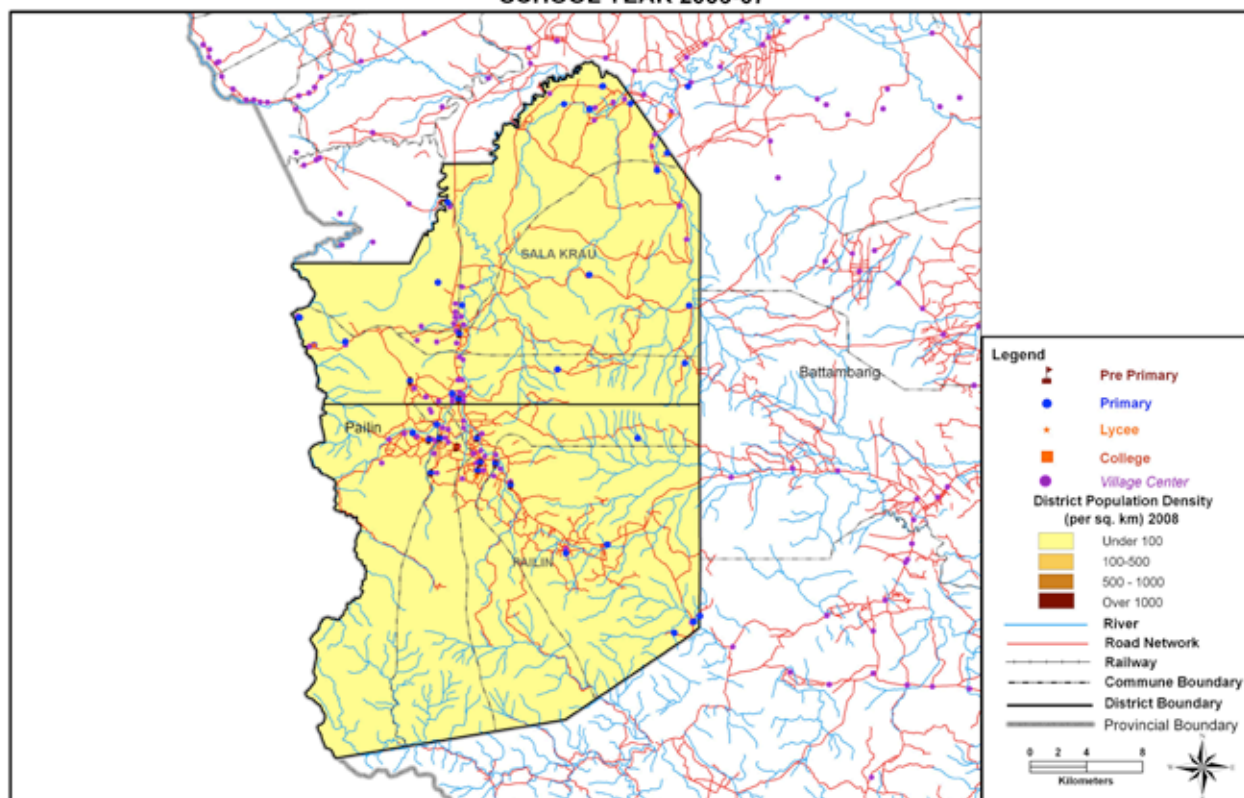 SALA KRAU
Battambang
Pailin
PAILIN
Legend
Pre Primary
Primary
Lycee
College
Village Center
District Population Density
(per sq. km) 2008
Under 100
100-500
500 - 1000
Over 1000
River
Road Network
Railway
Commune Boundary
District Boundary
Provincial Boundary
0 4 8
Kilometers